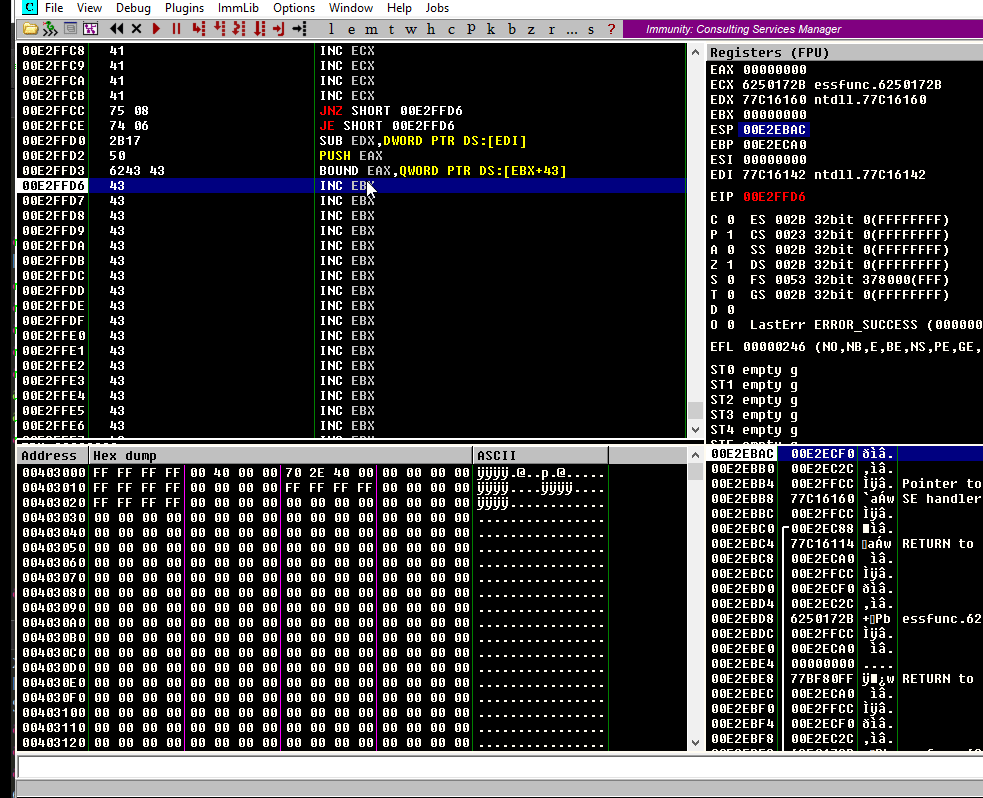 C File View Debug Plugins ImmLib Options Window Help Jobs
l e m t w h c P k b z r ... s ? Immunity: Consulting Services Manager
00E2FFC8 41 INC ECX
00E2FFC9 41 INC ECX
00E2FFCA 41 INC ECX
00E2FFCB 41 INC ECX
00E2FFCC 75 08 JNZ SHORT 00E2FFD6
00E2FFCE 74 06 JE SHORT 00E2FFD6
00E2FFD0 2B17 SUB EDX,DWORD PTR DS:[EDI]
00E2FFD2 50 PUSH EAX
00E2FFD3 6243 43 BOUND EAX,QWORD PTR DS:[EBX+43]
00E2FFD6 43 INC EBX
00E2FFD7 43 INC EBX
00E2FFD8 43 INC EBX
00E2FFD9 43 INC EBX
00E2FFDA 43 INC EBX
00E2FFDB 43 INC EBX
00E2FFDC 43 INC EBX
00E2FFDD 43 INC EBX
00E2FFDE 43 INC EBX
00E2FFDF 43 INC EBX
00E2FFE0 43 INC EBX
00E2FFE1 43 INC EBX
00E2FFE2 43 INC EBX
00E2FFE3 43 INC EBX
00E2FFE4 43 INC EBX
00E2FFE5 43 INC EBX
00E2FFE6 43 INC EBX
Registers (FPU)
EAX 00000000
ECX 6250172B essfunc.6250172B
EDX 77C16160 ntdll.77C16160
EBX 00000000
ESP 00E2EBAC
EBP 00E2ECA0
ESI 00000000
EDI 77C16142 ntdll.77C16142
EIP 00E2FFD6
C 0 ES 002B 32bit 0(FFFFFFFF)
P 1 CS 0023 32bit 0(FFFFFFFF)
A 0 SS 002B 32bit 0(FFFFFFFF)
Z 1 DS 002B 32bit 0(FFFFFFFF)
S 0 FS 0053 32bit 378000(FFF)
T 0 GS 002B 32bit 0(FFFFFFFF)
D 0
O 0 LastErr ERROR_SUCCESS (000000
EFL 00000246 (NO,NB,E,BE,NS,PE,GE,
ST0 empty g
ST1 empty g
ST2 empty g
ST3 empty g
ST4 empty g
Address Hex dump ASCII
00403000 FF FF FF FF 00 40 00 00 70 2E 40 00 00 00 00 00 ÿÿÿÿ.@..p.@.....
00403010 FF FF FF FF 00 00 00 00 FF FF FF FF 00 00 00 00 ÿÿÿÿ....ÿÿÿÿ....
00403020 FF FF FF FF 00 00 00 00 00 00 00 00 00 00 00 00 ÿÿÿÿ............
00403030 00 00 00 00 00 00 00 00 00 00 00 00 00 00 00 00 ................
00403040 00 00 00 00 00 00 00 00 00 00 00 00 00 00 00 00 ................
00403050 00 00 00 00 00 00 00 00 00 00 00 00 00 00 00 00 ................
00403060 00 00 00 00 00 00 00 00 00 00 00 00 00 00 00 00 ................
00403070 00 00 00 00 00 00 00 00 00 00 00 00 00 00 00 00 ................
00403080 00 00 00 00 00 00 00 00 00 00 00 00 00 00 00 00 ................
00403090 00 00 00 00 00 00 00 00 00 00 00 00 00 00 00 00 ................
004030A0 00 00 00 00 00 00 00 00 00 00 00 00 00 00 00 00 ................
004030B0 00 00 00 00 00 00 00 00 00 00 00 00 00 00 00 00 ................
004030C0 00 00 00 00 00 00 00 00 00 00 00 00 00 00 00 00 ................
004030D0 00 00 00 00 00 00 00 00 00 00 00 00 00 00 00 00 ................
004030E0 00 00 00 00 00 00 00 00 00 00 00 00 00 00 00 00 ................
004030F0 00 00 00 00 00 00 00 00 00 00 00 00 00 00 00 00 ................
00403100 00 00 00 00 00 00 00 00 00 00 00 00 00 00 00 00 ................
00403110 00 00 00 00 00 00 00 00 00 00 00 00 00 00 00 00 ................
00403120 00 00 00 00 00 00 00 00 00 00 00 00 00 00 00 00 ................
00E2EBAC 00E2ECF0 ðìâ.
00E2EBB0 00E2EC2C ,ìâ.
00E2EBB4 00E2FFCC Ìÿâ. Pointer to
00E2EBB8 77C16160 `aÁw SE handler
00E2EBBC 00E2FFCC Ìÿâ.
00E2EBC0 00E2EC88 ìâ.
00E2EBC4 77C16114 aÁw RETURN to
00E2EBC8 00E2ECA0 ìâ.
00E2EBCC 00E2FFCC Ìÿâ.
00E2EBD0 00E2ECF0 ðìâ.
00E2EBD4 00E2EC2C ,ìâ.
00E2EBD8 6250172B +Pb essfunc.62
00E2EBDC 00E2FFCC Ìÿâ.
00E2EBE0 00E2ECA0 ìâ.
00E2EBE4 00000000 ....
00E2EBE8 77BF80FF ÿ¿w RETURN to
00E2EBEC 00E2ECA0 ìâ.
00E2EBF0 00E2FFCC Ìÿâ.
00E2EBF4 00E2ECF0 ðìâ.
00E2EBF8 00E2EC2C ,ìâ.